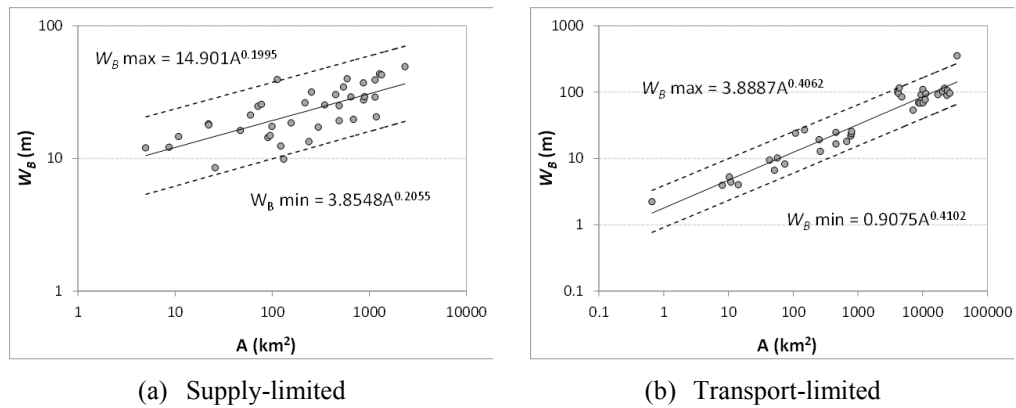 100
10
1
W_B (m)
W_B max = 14.901A^0.1995
W_B min = 3.8548A^0.2055
1 10 100 1000 10000
A (km²)
(a) Supply-limited
1000
100
10
1
0.1
W_B (m)
W_B max = 3.8887A^0.4062
W_B min = 0.9075A^0.4102
0.1 1 10 100 1000 10000 100000
A (km²)
(b) Transport-limited